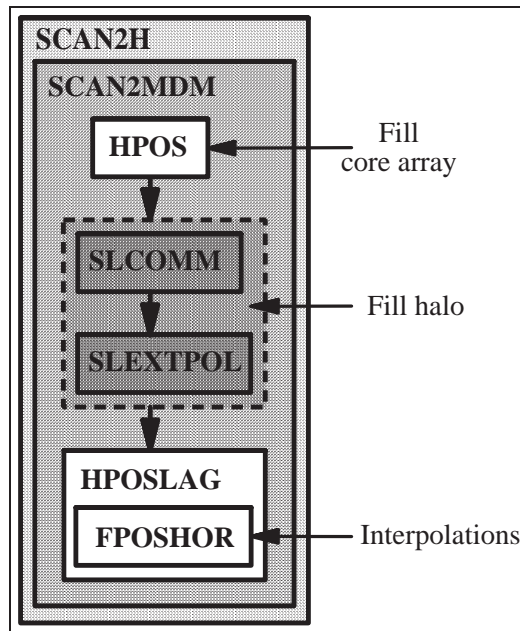 SCAN2H
SCAN2MDM
HPOS
Fill
core array
SLCOMM
Fill halo
SLEXTPOL
HPOSLAG
FPOSHOR
Interpolations